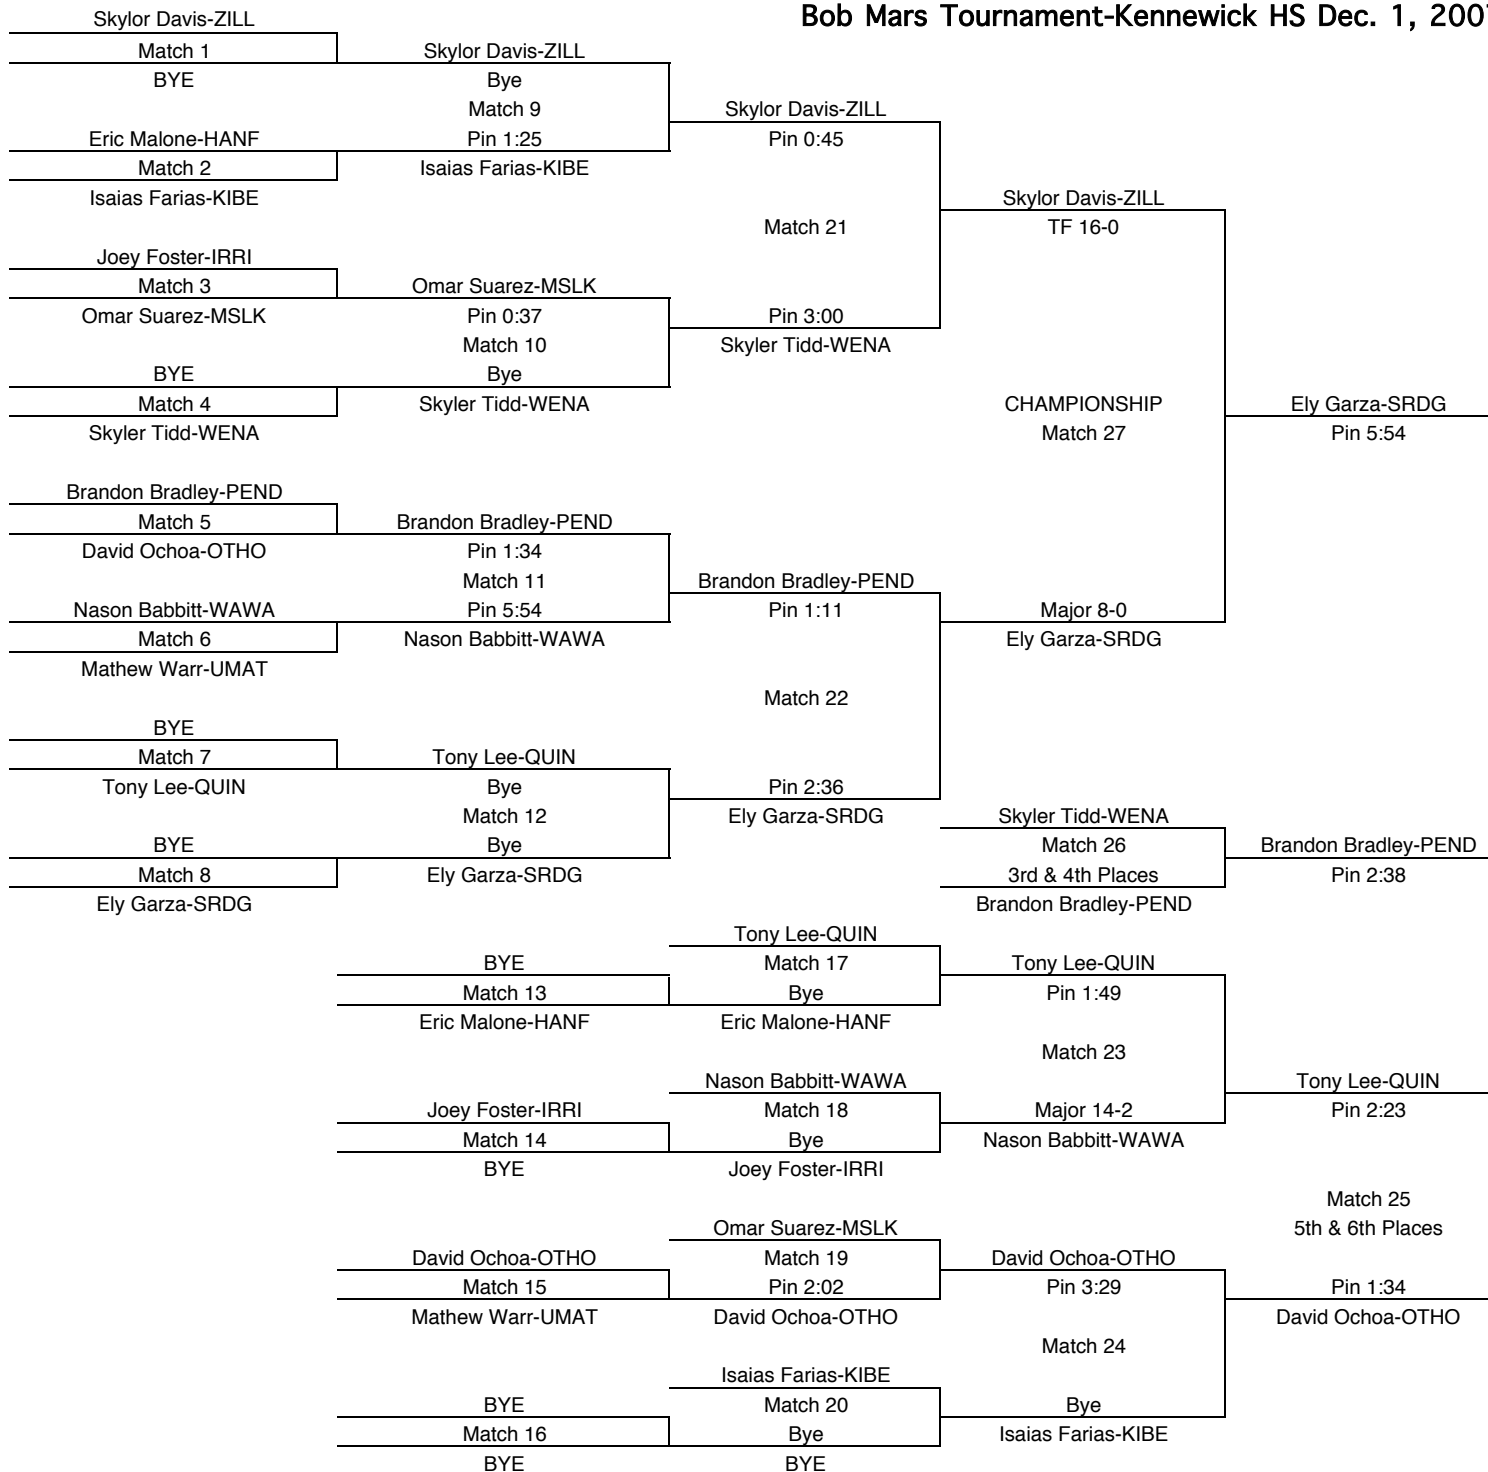 Bob Mars Tournament-Kennewick HS Dec. 1, 200
Skylor Davis-ZILL
Match 1
Skylor Davis-ZILL
BYE
Bye
Match 9
Skylor Davis-ZILL
Eric Malone-HANF
Pin 1:25
Pin 0:45
Match 2
Isaias Farias-KIBE
Isaias Farias-KIBE
Skylor Davis-ZILL
Match 21
TF 16-0
Joey Foster-IRRI
Match 3
Omar Suarez-MSLK
Omar Suarez-MSLK
Pin 0:37
Pin 3:00
Match 10
Skyler Tidd-WENA
BYE
Bye
Match 4
Skyler Tidd-WENA
CHAMPIONSHIP
Ely Garza-SRDG
Skyler Tidd-WENA
Match 27
Pin 5:54
Brandon Bradley-PEND
Match 5
Brandon Bradley-PEND
David Ochoa-OTHO
Pin 1:34
Match 11
Brandon Bradley-PEND
Nason Babbitt-WAWA
Pin 5:54
Pin 1:11
Major 8-0
Match 6
Nason Babbitt-WAWA
Ely Garza-SRDG
Mathew Warr-UMAT
Match 22
BYE
Match 7
Tony Lee-QUIN
Tony Lee-QUIN
Bye
Pin 2:36
Match 12
Ely Garza-SRDG
Skyler Tidd-WENA
BYE
Bye
Match 26
Brandon Bradley-PEND
Match 8
Ely Garza-SRDG
3rd & 4th Places
Pin 2:38
Ely Garza-SRDG
Brandon Bradley-PEND
Tony Lee-QUIN
BYE
Match 17
Tony Lee-QUIN
Match 13
Bye
Pin 1:49
Eric Malone-HANF
Eric Malone-HANF
Match 23
Nason Babbitt-WAWA
Tony Lee-QUIN
Joey Foster-IRRI
Match 18
Major 14-2
Pin 2:23
Match 14
Bye
Nason Babbitt-WAWA
BYE
Joey Foster-IRRI
Match 25
Omar Suarez-MSLK
5th & 6th Places
David Ochoa-OTHO
Match 19
David Ochoa-OTHO
Match 15
Pin 2:02
Pin 3:29
Pin 1:34
Mathew Warr-UMAT
David Ochoa-OTHO
David Ochoa-OTHO
Match 24
Isaias Farias-KIBE
BYE
Match 20
Bye
Match 16
Bye
Isaias Farias-KIBE
BYE
BYE